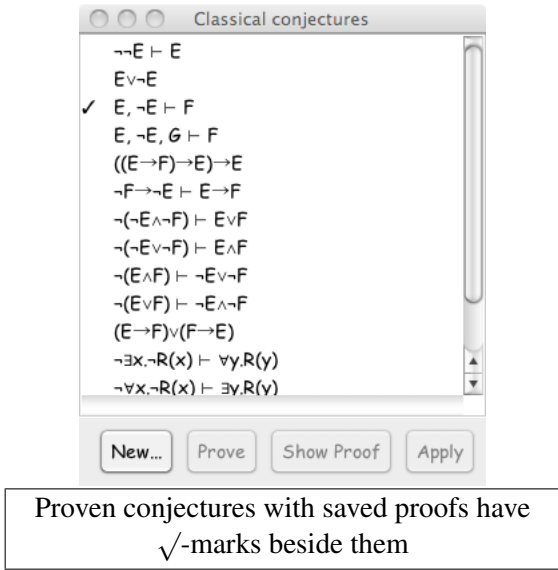 Classical conjectures
¬¬E ⊢ E
E∨¬E
✓ E, ¬E ⊢ F
E, ¬E, G ⊢ F
((E→F)→E)→E
¬F→¬E ⊢ E→F
¬(¬E∧¬F) ⊢ E∨F
¬(¬E∨¬F) ⊢ E∧F
¬(E∧F) ⊢ ¬E∨¬F
¬(E∨F) ⊢ ¬E∧¬F
(E→F)∨(F→E)
¬∃x.¬R(x) ⊢ ∀y.R(y)
¬∀x.¬R(x) ⊢ ∃y.R(y)
New... Prove Show Proof Apply
Proven conjectures with saved proofs have
√-marks beside them